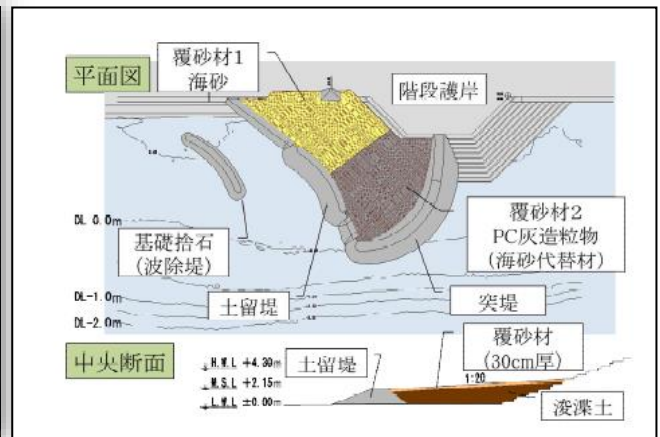 平面図
覆砂材1
海砂
階段護岸
DL 0.0m
基礎捨石
(波除堤)
覆砂材2
PC灰造粒物
(海砂代替材)
DL-1.0m
土留堤
突堤
DL-2.0m
中央断面
H.W.L +4.30m
M.S.L +2.15m
L.W.L ±0.00m
土留堤
覆砂材
(30cm厚)
1:20
浚渫土